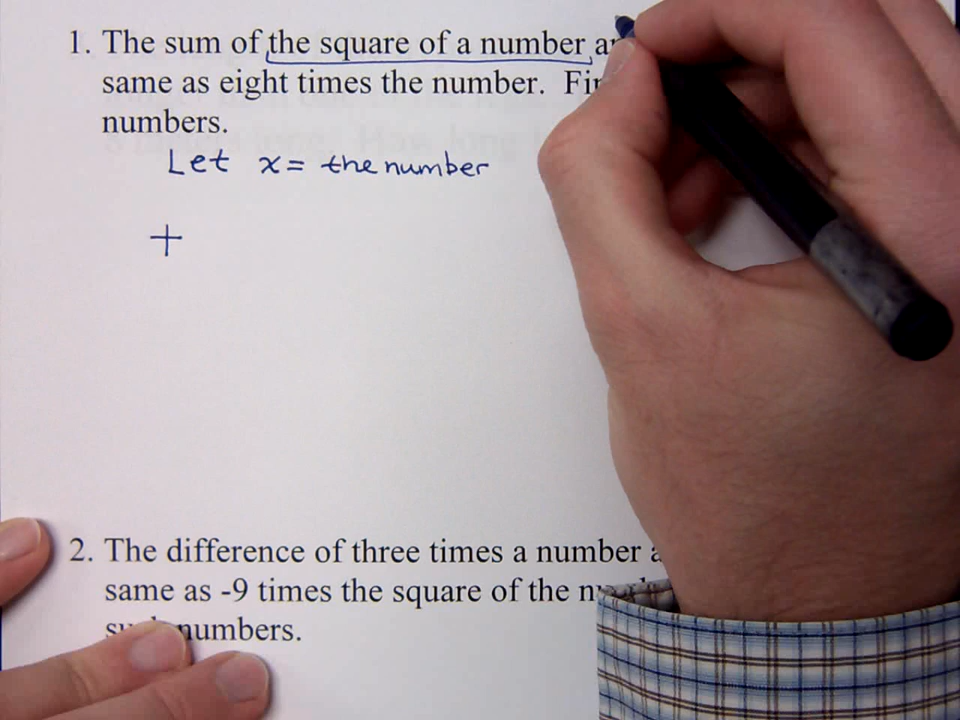 1. The sum of the square of a number
same as eight times the number.
numbers.
Let x = the number
+
2. The difference of three times a number
same as -9 times the square of the
numbers.